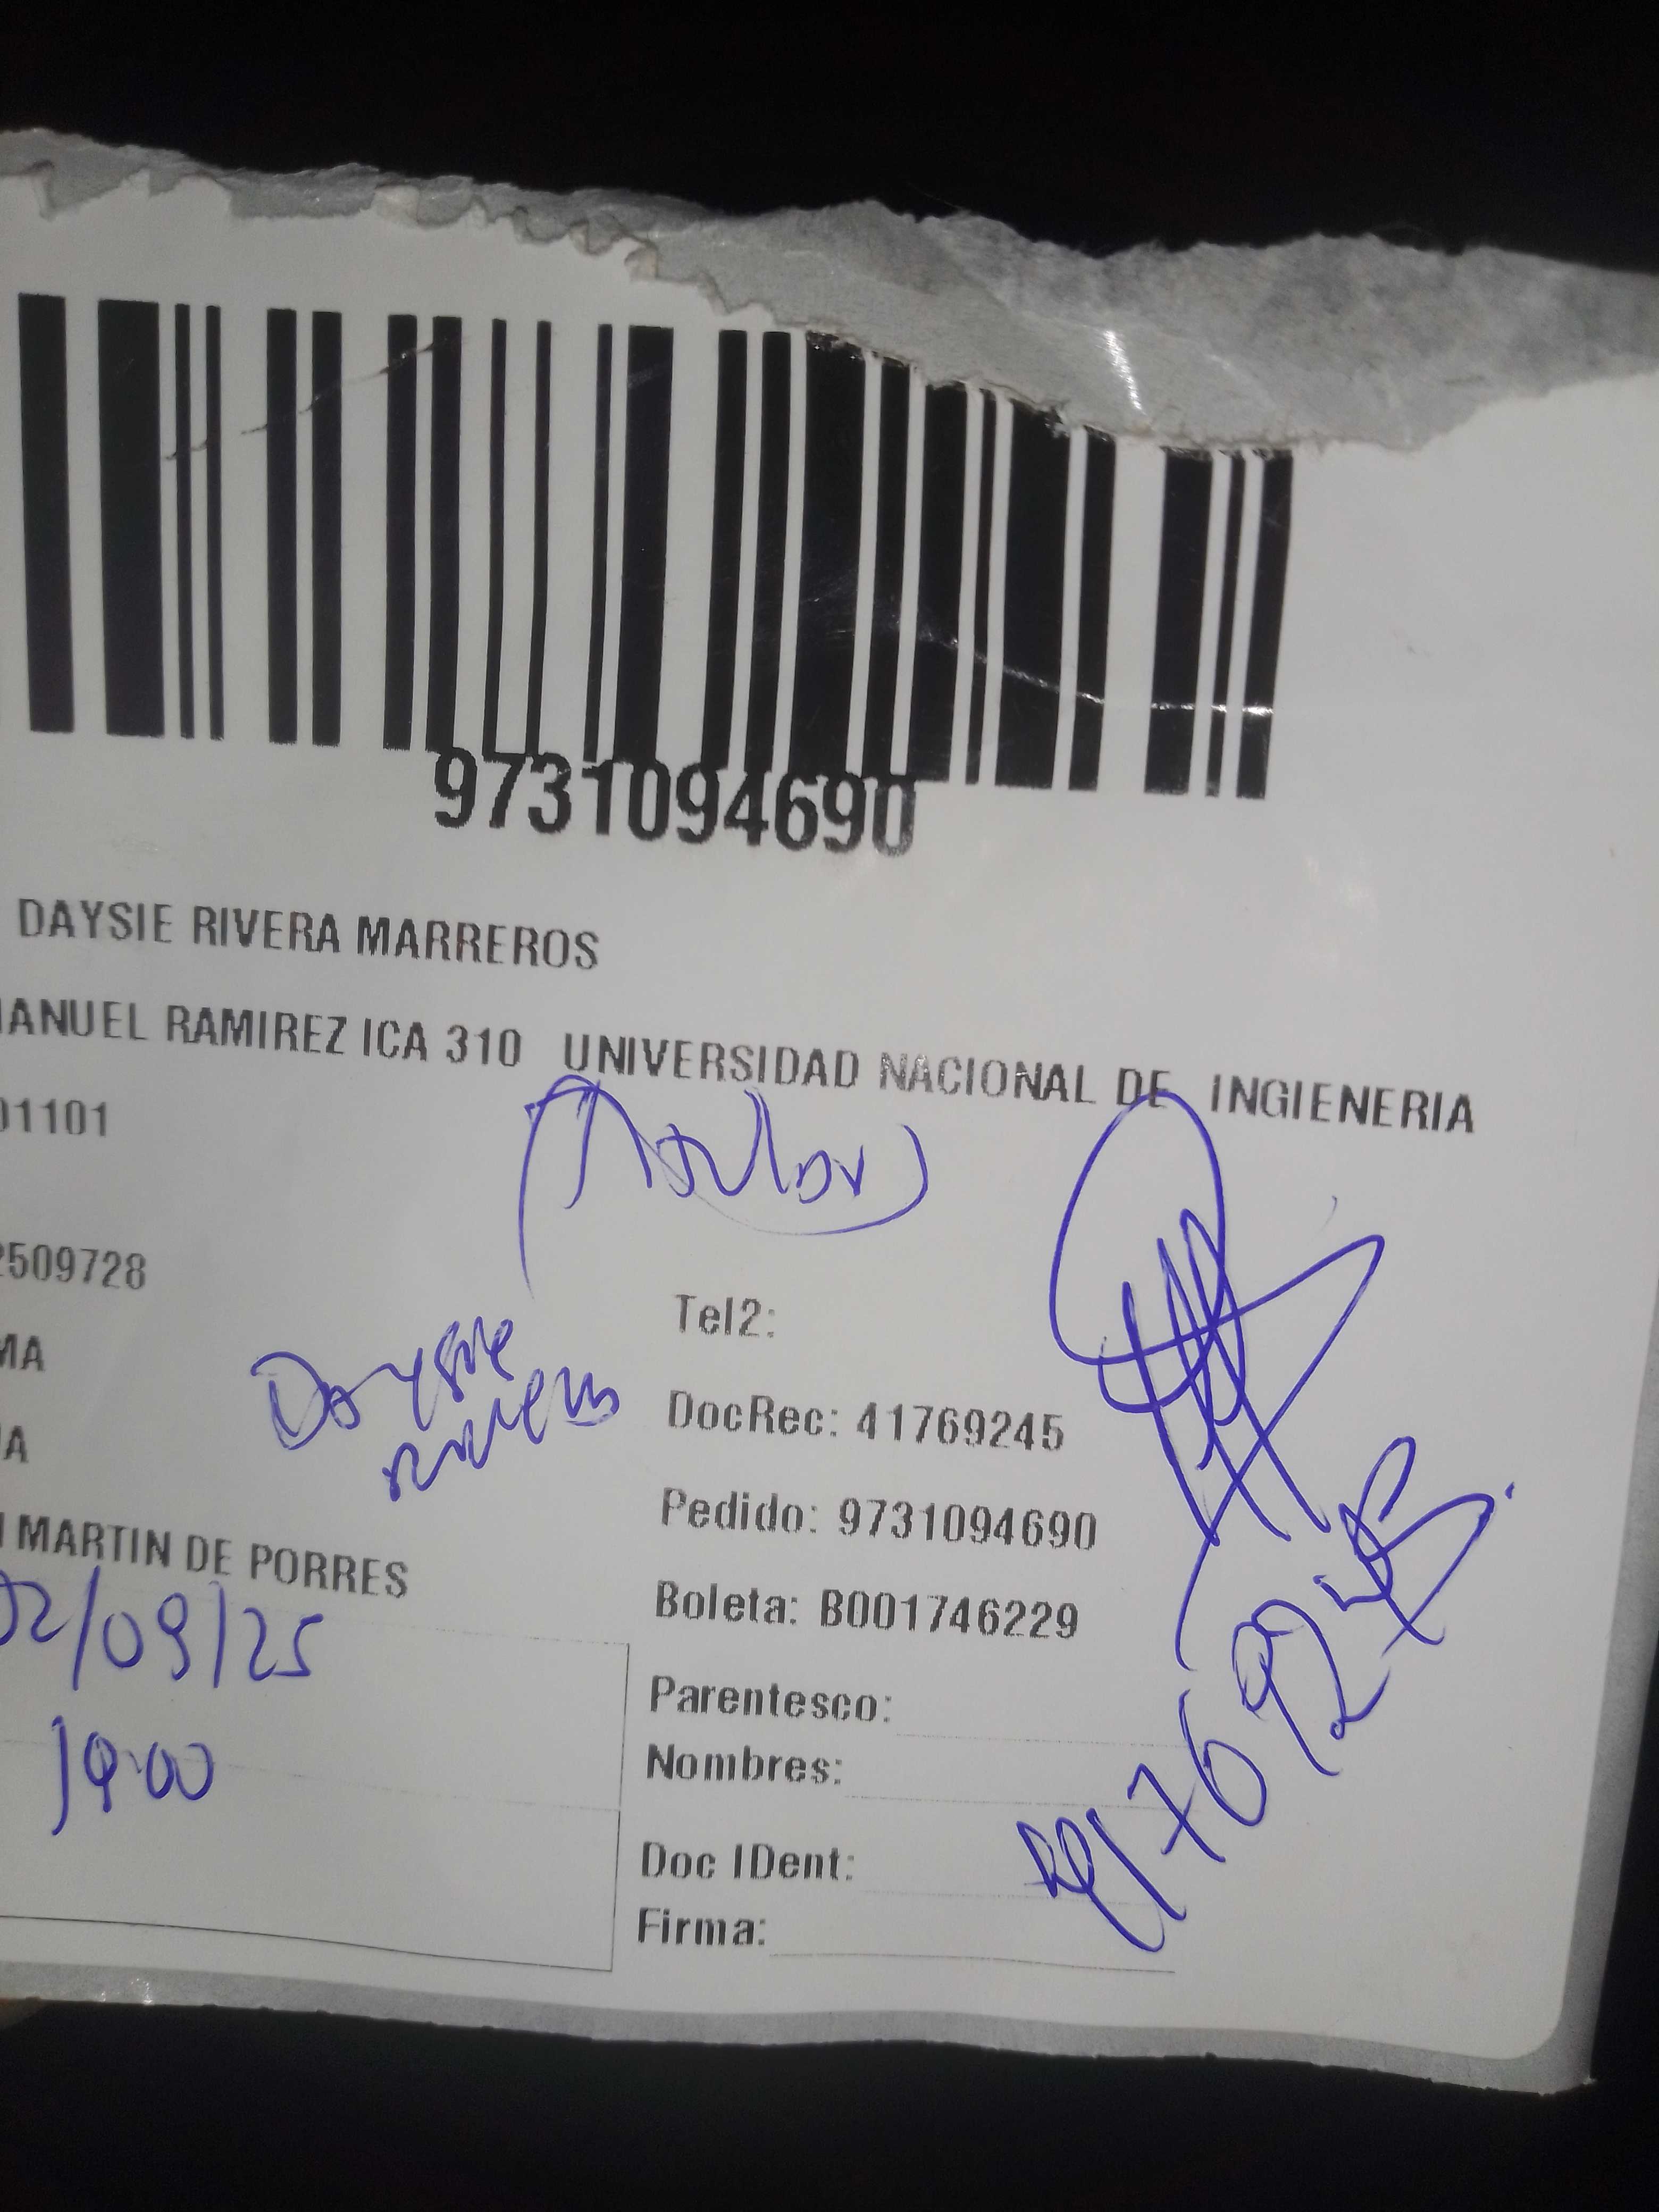 9731094690
DAYSIE RIVERA MARREROS
ANUEL RAMIREZ ICA 310 UNIVERSIDAD NACIONAL DE INGIENERIA
01101
2509728
Tel2:
MA
Daysie
rivera
DocRec: 41769245
A
Pedido: 9731094690
MARTIN DE PORRES
Boleta: B001746229
02/09/25
Parentesco:
19:00
Nombres:
41769245
Doc IDent:
Firma: